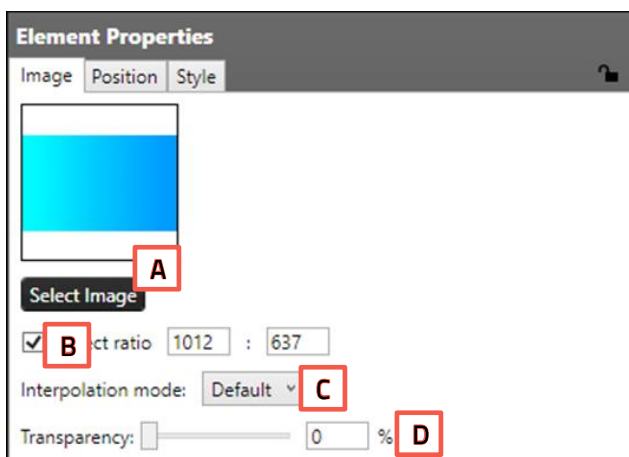 Element Properties
Image Position Style
A
Select Image
B ect ratio 1012 : 637
Interpolation mode: Default C
Transparency: 0 % D